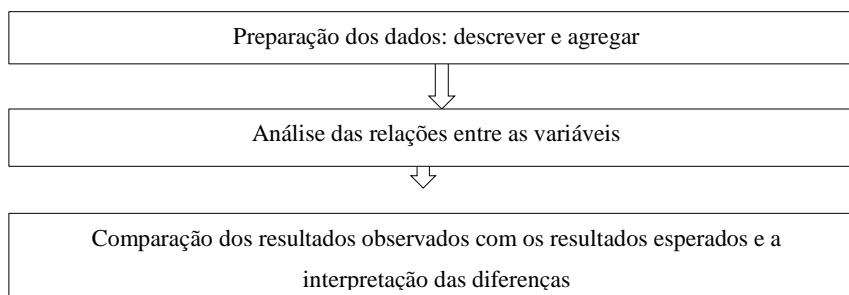 Preparação dos dados: descrever e agregar
Análise das relações entre as variáveis
Comparação dos resultados observados com os resultados esperados e a
interpretação das diferenças